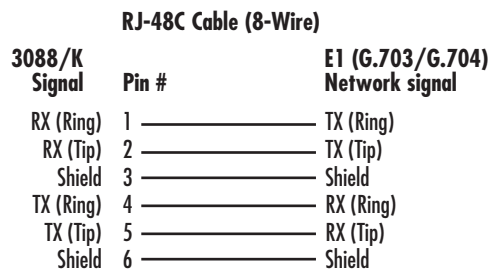 RJ-48C Cable (8-Wire)
3088/K Signal Pin # E1 (G.703/G.704) Network signal
RX (Ring) 1 TX (Ring)
RX (Tip) 2 TX (Tip)
Shield 3 Shield
TX (Ring) 4 RX (Ring)
TX (Tip) 5 RX (Tip)
Shield 6 Shield